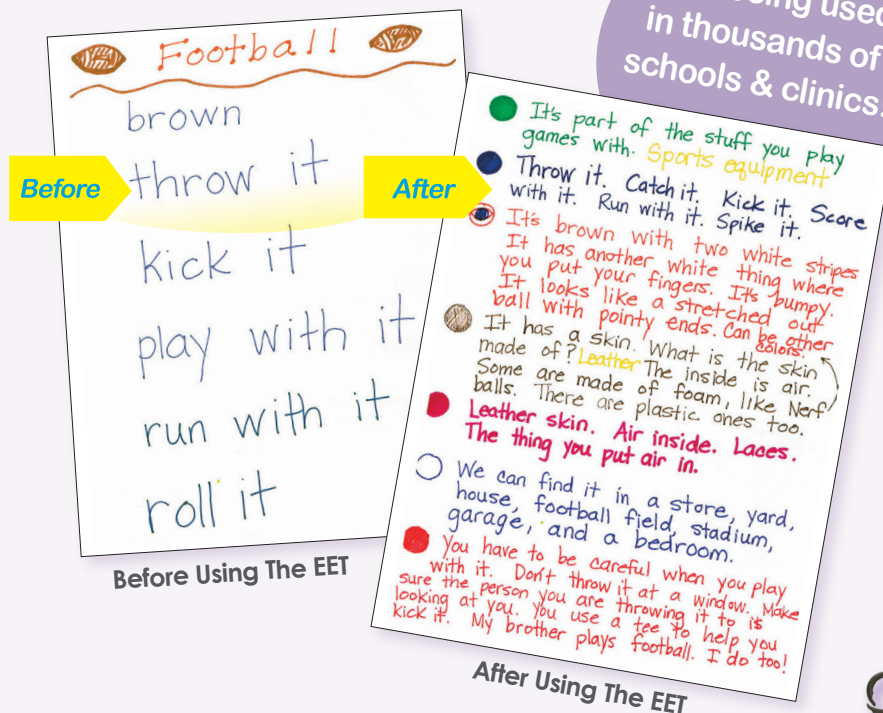 being used
in thousands of
schools & clinics.
Football
brown
throw it
kick it
play with it
run with it
roll it
Before
After
Before Using The EET
It's part of the stuff you play
games with. Sports equipment
Throw it. Catch it. Kick it. Score
with it. Run with it. Spike it.
It's brown with two white stripes
It has another white thing where
you put your fingers. It's bumpy.
It looks like a stretched out
ball with pointy ends. Can be other
colors.
It has a skin. What is the skin
made of? Leather The inside is air.
Some are made of foam, like Nerf
balls. There are plastic ones too.
Leather skin. Air inside. Laces.
The thing you put air in.
We can find it in a store, yard,
house, football field, stadium,
garage, and a bedroom.
You have to be careful when you play
with it. Don't throw it at a window. Make
sure the person you are throwing it to is
looking at you. You use a tee to help you
kick it. My brother plays football. I do too!
After Using The EET